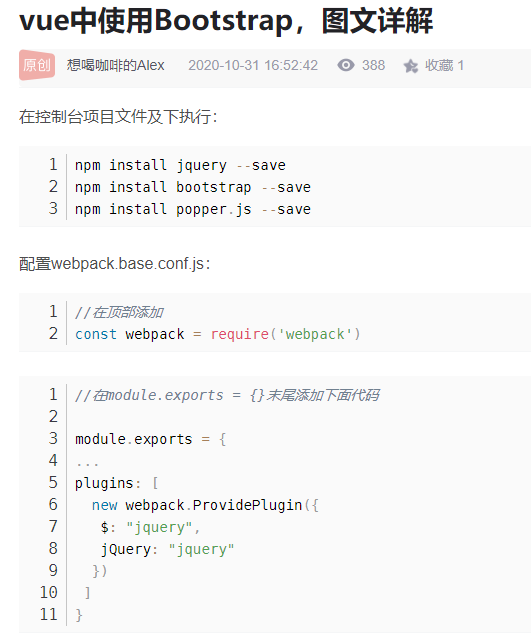 vue中使用Bootstrap，图文详解
原创 想喝咖啡的Alex 2020-10-31 16:52:42 388 收藏 1
在控制台项目文件及下执行：
1 npm install jquery --save
2 npm install bootstrap --save
3 npm install popper.js --save
配置webpack.base.conf.js：
1 //在顶部添加
2 const webpack = require('webpack')
1 //在module.exports = {}末尾添加下面代码
2
3 module.exports = {
4 ...
5 plugins: [
6 new webpack.ProvidePlugin({
7 $: "jquery",
8 jQuery: "jquery"
9 })
10 ]
11 }